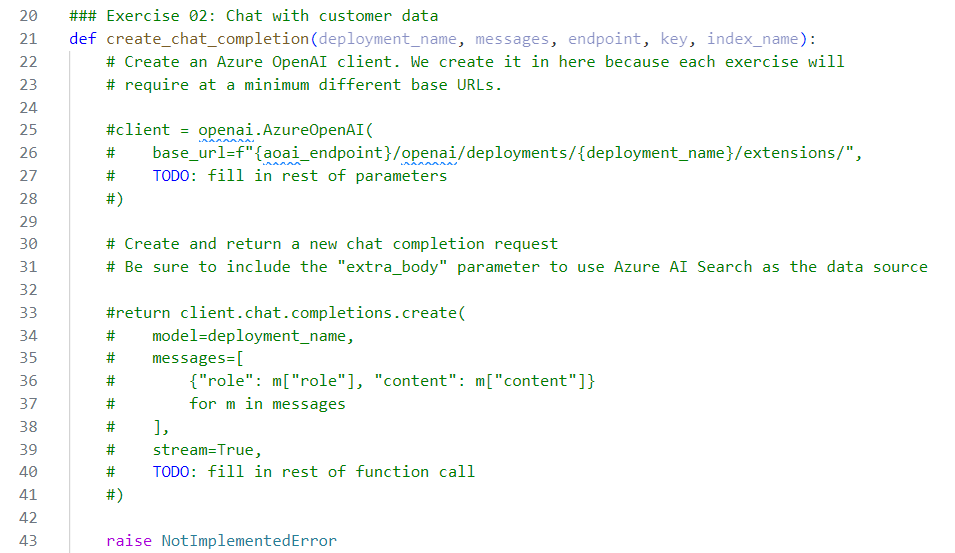 20 ### Exercise 02: Chat with customer data
21 def create_chat_completion(deployment_name, messages, endpoint, key, index_name):
22     # Create an Azure OpenAI client. We create it in here because each exercise will
23     # require at a minimum different base URLs.
24
25     #client = openai.AzureOpenAI(
26     #    base_url=f"{aoai_endpoint}/openai/deployments/{deployment_name}/extensions/",
27     #    TODO: fill in rest of parameters
28     #)
29
30     # Create and return a new chat completion request
31     # Be sure to include the "extra_body" parameter to use Azure AI Search as the data source
32
33     #return client.chat.completions.create(
34     #    model=deployment_name,
35     #    messages=[
36     #        {"role": m["role"], "content": m["content"]}
37     #        for m in messages
38     #    ],
39     #    stream=True,
40     #    TODO: fill in rest of function call
41     #)
42
43     raise NotImplementedError